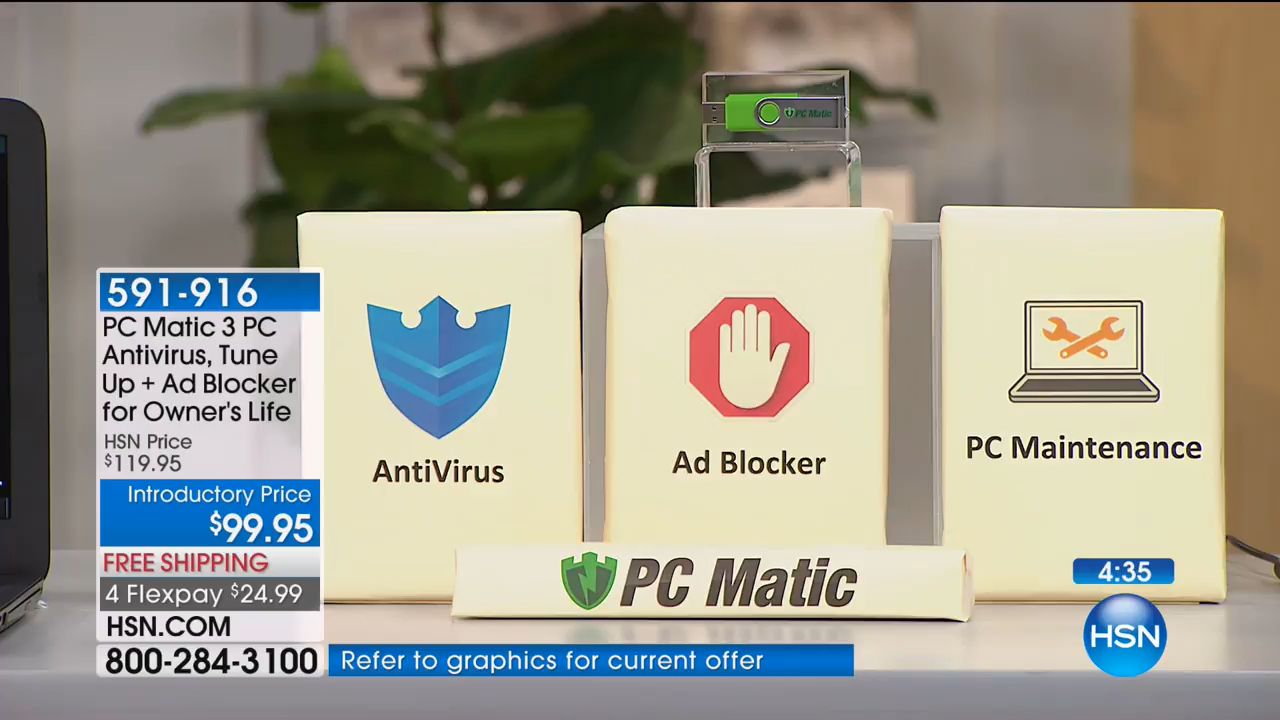 PC Matic
591-916
PC Matic 3 PC
Antivirus, Tune
Up + Ad Blocker
for Owner's Life
HSN Price
$119.95
Introductory Price
$99.95
FREE SHIPPING
4 Flexpay $24.99
HSN.COM
800-284-3100
Refer to graphics for current offer
AntiVirus
Ad Blocker
PC Maintenance
PC Matic
4:35
HSN